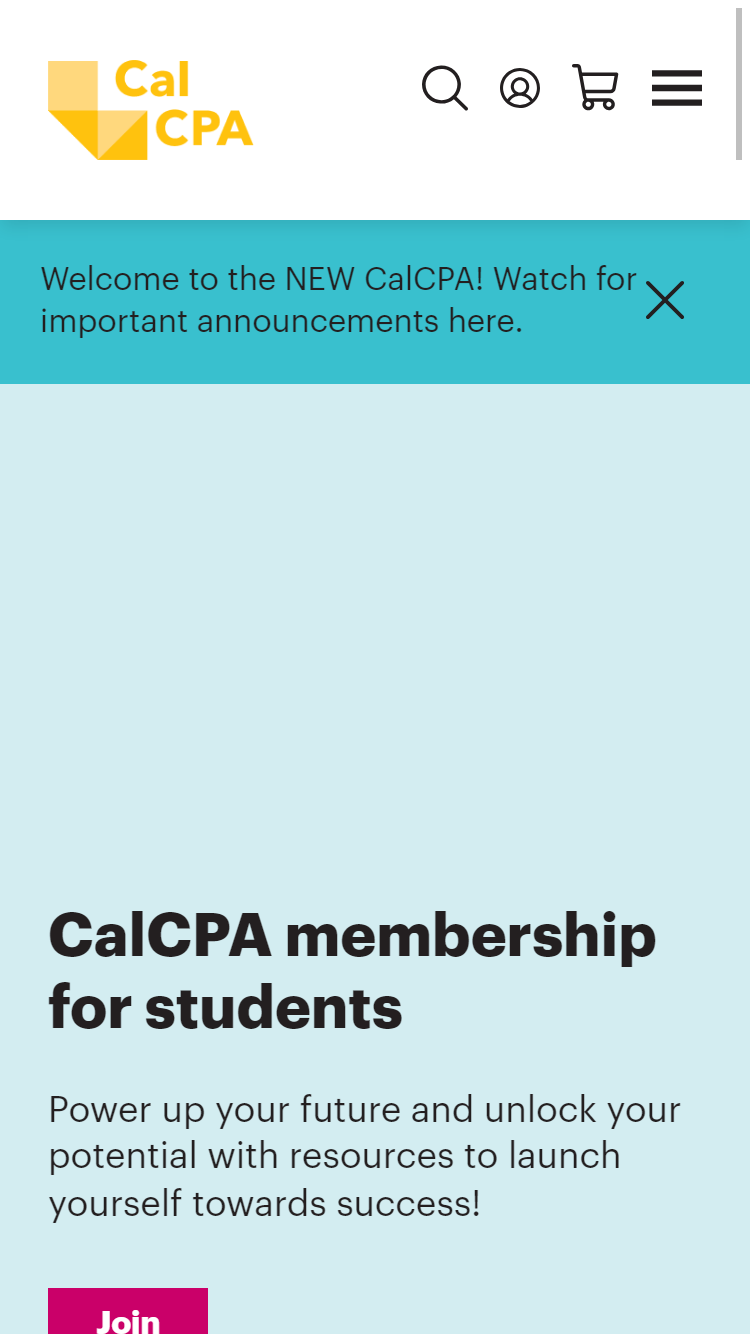 Cal
CPA
Welcome to the NEW CalCPA! Watch for
important announcements here.
CalCPA membership
for students
Power up your future and unlock your
potential with resources to launch
yourself towards success!
Join